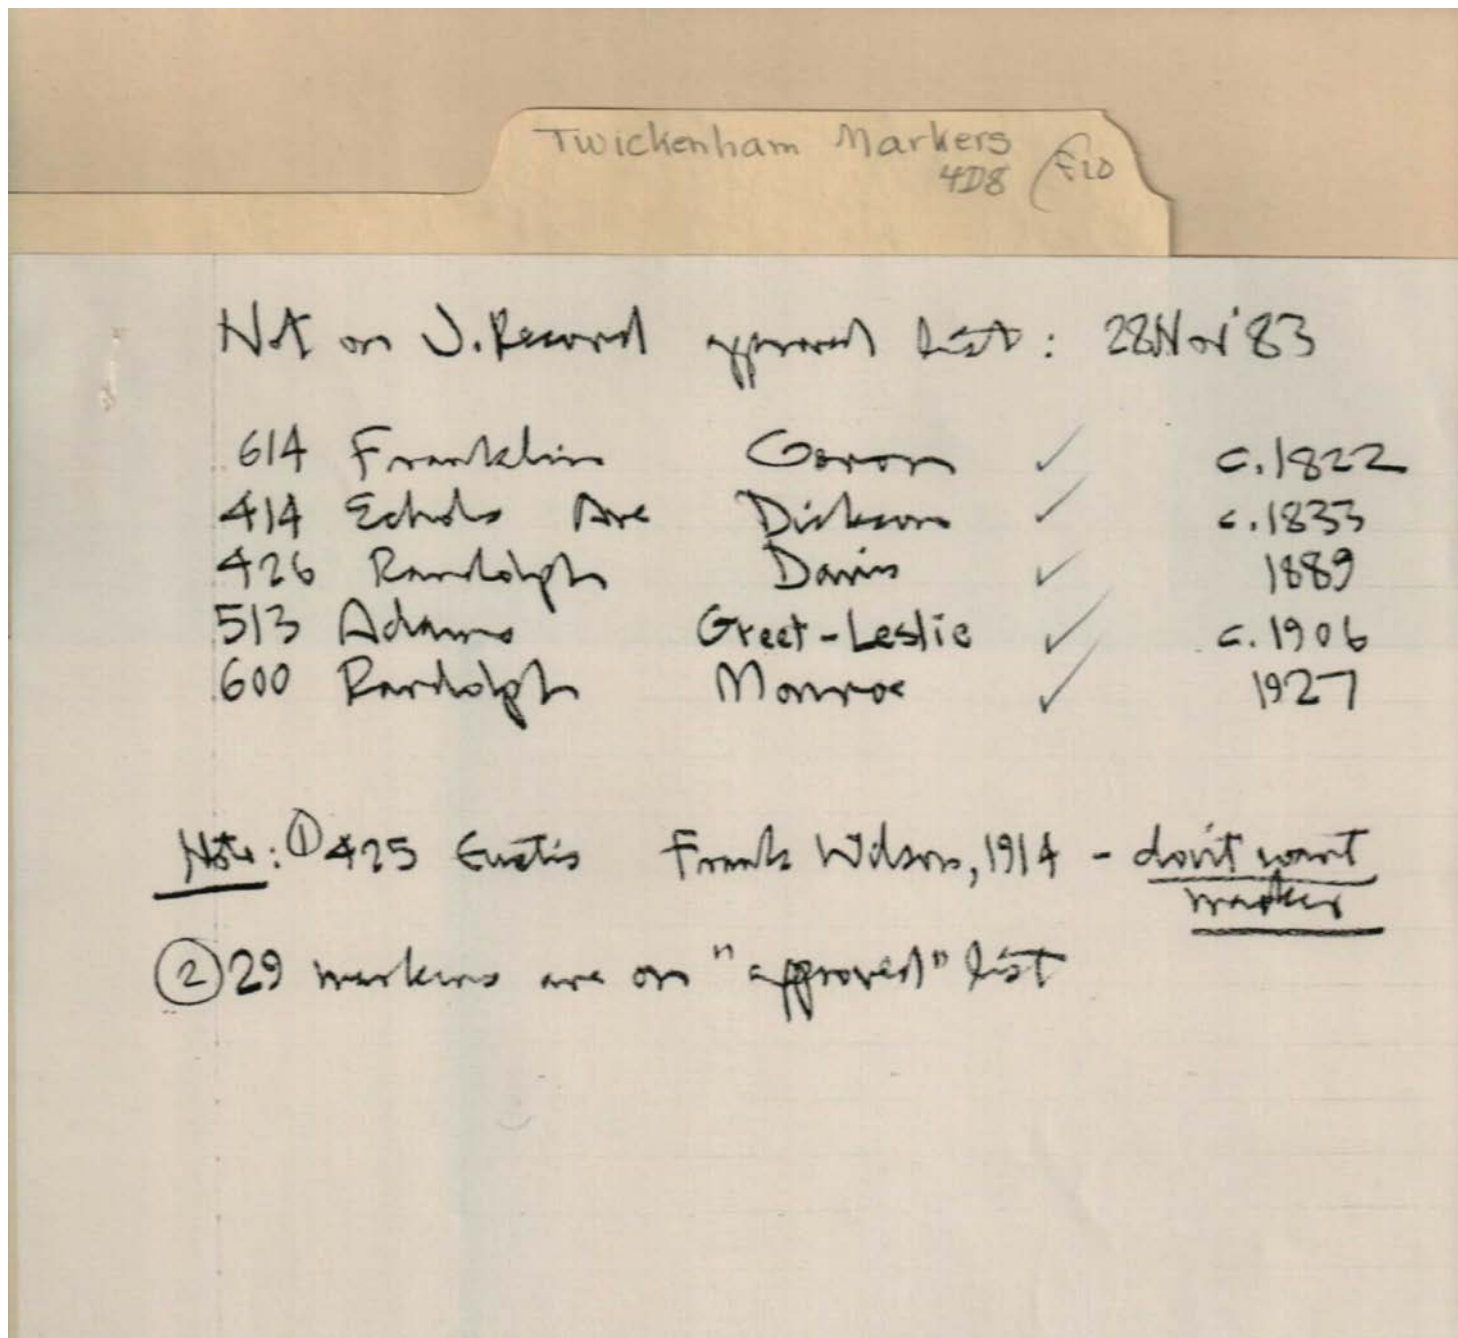 Twickenham Markers
4D8 F20
Not on J. Record approved list : 28 Nov '83
614 Franklin ✓ c. 1822
414 Echols Ave Dickson ✓ c. 1833
426 Randolph Davis ✓ 1889
513 Adams Greet-Leslie ✓ c. 1906
600 Randolph Monroe ✓ 1927
Note: ① 425 Eustis Frank Wilson, 1914 - don't want
marker
② 29 markers are on "approved" list